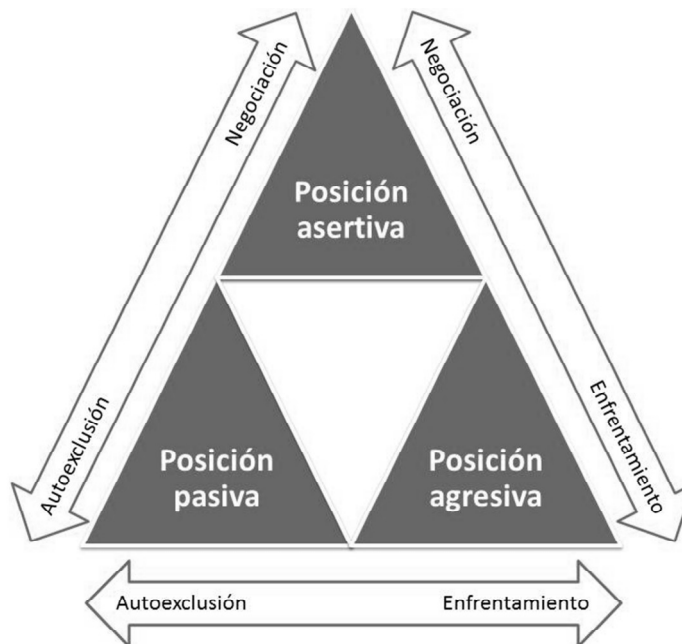 Negociación
Negociación
Posición
asertiva
Autoexclusión
Enfrentamiento
Posición
pasiva
Posición
agresiva
Autoexclusión
Enfrentamiento